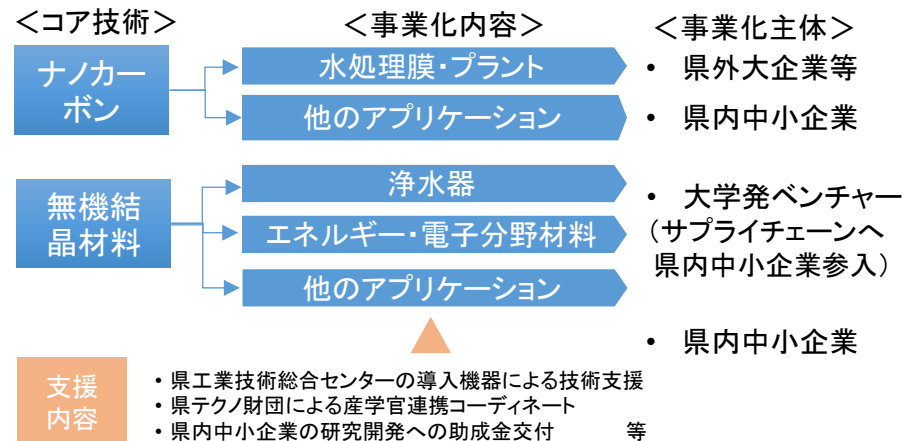 ＜コア技術＞
＜事業化内容＞
＜事業化主体＞
ナノカー
ボン
水処理膜・プラント
• 県外大企業等
他のアプリケーション
• 県内中小企業
無機結
晶材料
浄水器
エネルギー・電子分野材料
他のアプリケーション
• 大学発ベンチャー
（サプライチェーンへ
県内中小企業参入）
• 県内中小企業
支援
内容
• 県工業技術総合センターの導入機器による技術支援
• 県テクノ財団による産学官連携コーディネート
• 県内中小企業の研究開発への助成金交付　　　等